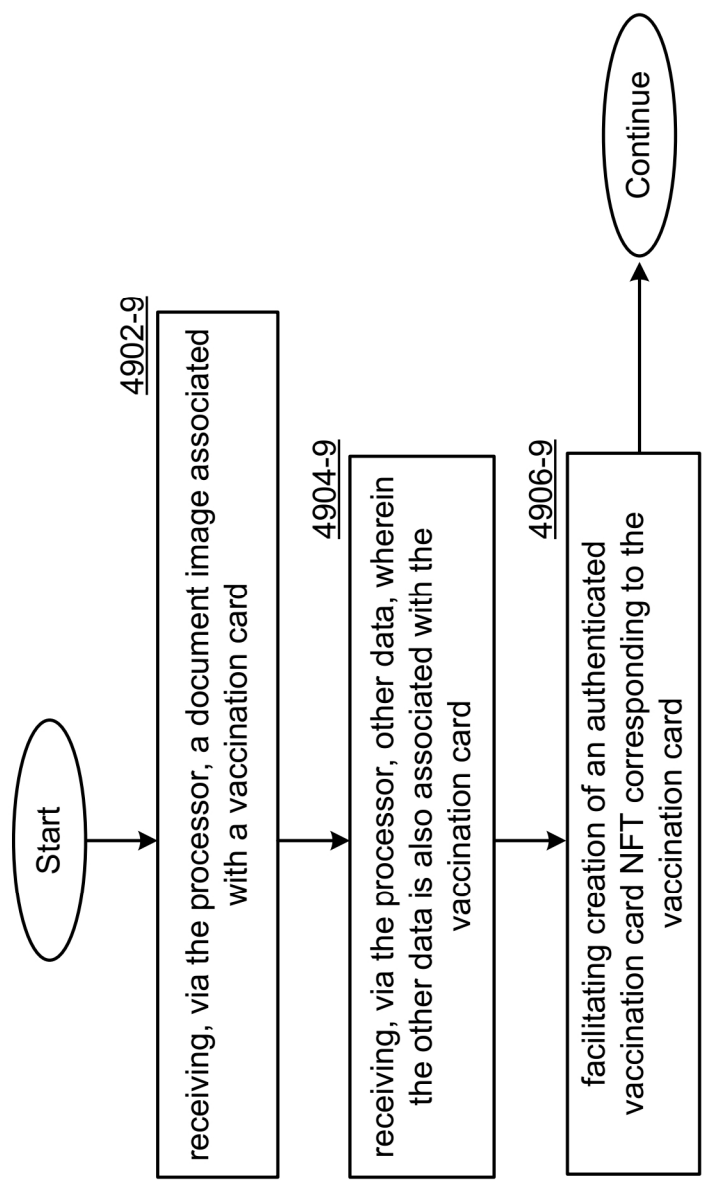 Start
4902-9
receiving, via the processor, a document image associated
with a vaccination card
4904-9
receiving, via the processor, other data, wherein
the other data is also associated with the
vaccination card
4906-9
facilitating creation of an authenticated
vaccination card NFT corresponding to the
vaccination card
Continue